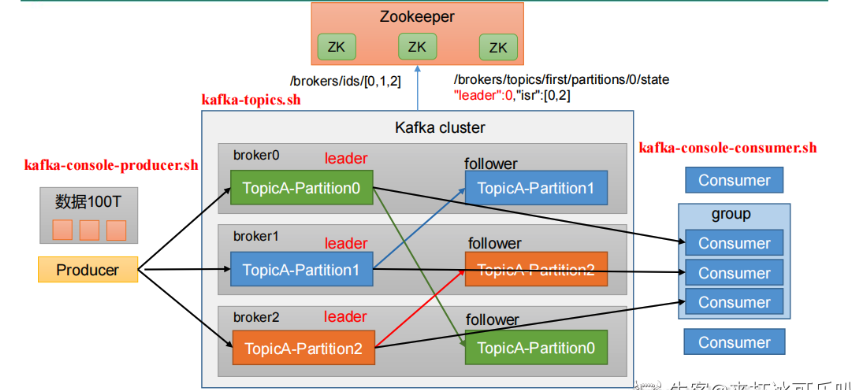 Zookeeper
ZK
ZK
ZK
/brokers/ids/[0,1,2]
/brokers/topics/first/partitions/0/state
"leader":0,"isr":[0,2]
kafka-topics.sh
Kafka cluster
kafka-console-producer.sh
kafka-console-consumer.sh
broker0
leader
follower
TopicA-Partition0
TopicA-Partition1
数据100T
Producer
broker1
leader
follower
TopicA-Partition1
TopicA-Partition2
broker2
leader
follower
TopicA-Partition2
TopicA-Partition0
Consumer
group
Consumer
Consumer
Consumer
Consumer